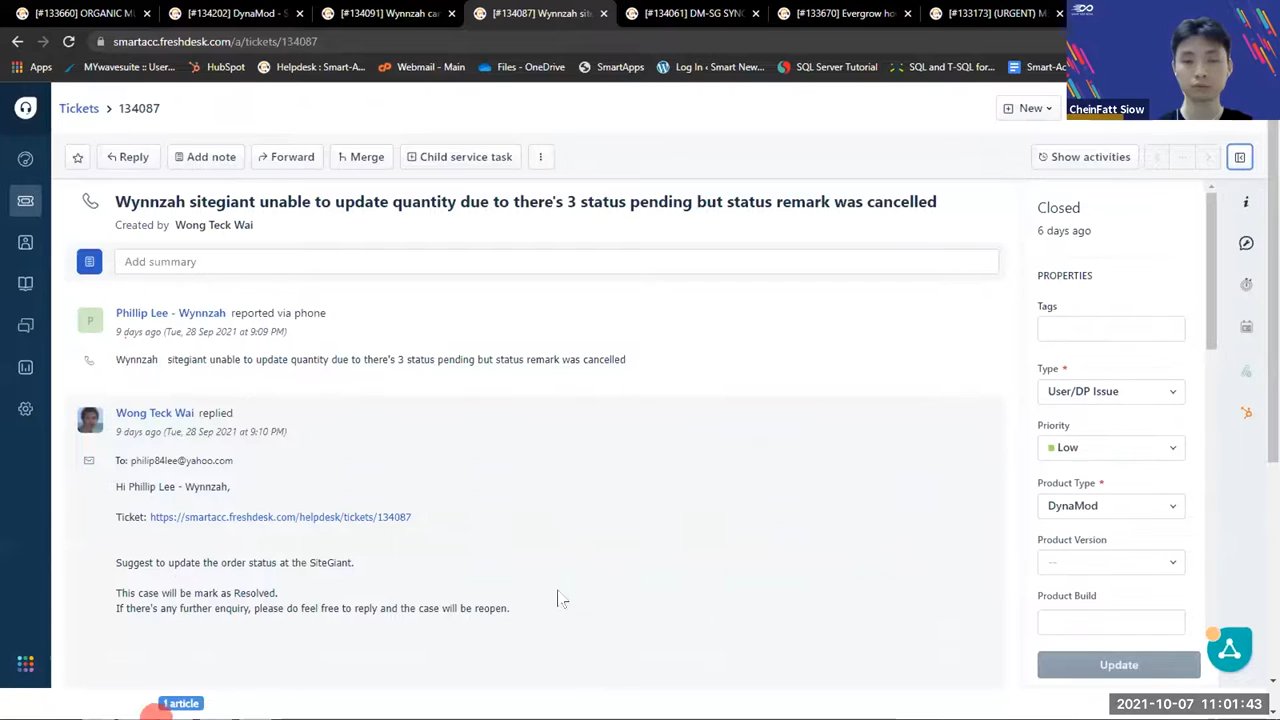 [#133660] ORGANIC MU
[#134202] DynaMod - S
[#134091] Wynnzah ca
[#134087] Wynnzah sit
[#134061] DM-SG SYNC
[#133670] Evergrow ho
[#133173] (URGENT) M
smartacc.freshdesk.com/a/tickets/134087
Apps
MYwavesuite :: User...
HubSpot
Helpdesk : Smart-Ac...
Webmail - Main
Files - OneDrive
SmartApps
Log In ‹ Smart New...
SQL Server Tutorial
SQL and T-SQL for...
Smart-Acc
CheinFatt Siow
Tickets > 134087
New
Reply
Add note
Forward
Merge
Child service task
Show activities
Wynnzah sitegiant unable to update quantity due to there's 3 status pending but status remark was cancelled
Created by Wong Teck Wai
Add summary
P
Phillip Lee - Wynnzah reported via phone
9 days ago (Tue, 28 Sep 2021 at 9:09 PM)
Wynnzah sitegiant unable to update quantity due to there's 3 status pending but status remark was cancelled
Wong Teck Wai replied
9 days ago (Tue, 28 Sep 2021 at 9:10 PM)
To: philip84lee@yahoo.com
Hi Phillip Lee - Wynnzah,
Ticket: https://smartacc.freshdesk.com/helpdesk/tickets/134087
Suggest to update the order status at the SiteGiant.
This case will be mark as Resolved.
If there's any further enquiry, please do feel free to reply and the case will be reopen.
Closed
6 days ago
PROPERTIES
Tags
Type *
User/DP Issue
Priority
Low
Product Type *
DynaMod
Product Version
--
Product Build
Update
1 article
2021-10-07 11:01:43